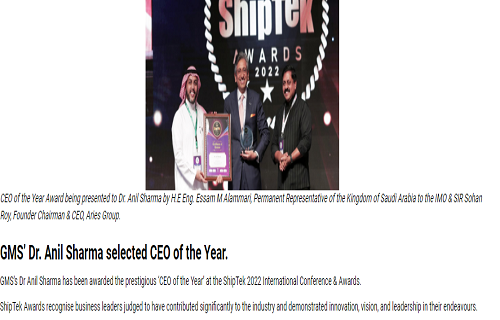 ShipTek
AWARDS
2022
CEO of the Year Award being presented to Dr. Anil Sharma by H.E Eng. Essam M Alammari, Permanent Representative of the Kingdom of Saudi Arabia to the IMO & SIR Sohan
Roy, Founder Chairman & CEO, Aries Group.
GMS' Dr. Anil Sharma selected CEO of the Year.
GMS's Dr Anil Sharma has been awarded the prestigious 'CEO of the Year' at the ShipTek 2022 International Conference & Awards.
ShipTek Awards recognise business leaders judged to have contributed significantly to the industry and demonstrated innovation, vision, and leadership in their endeavours.